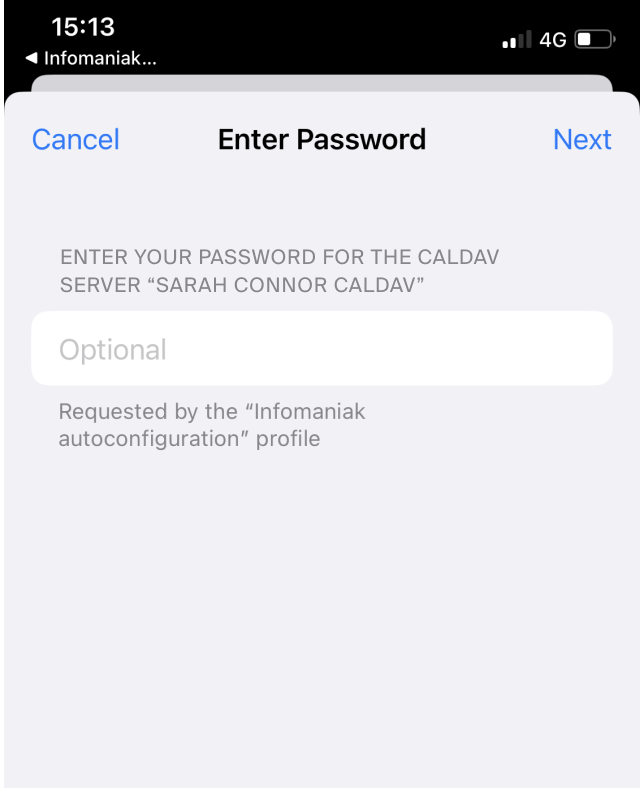 15:13
4G
◀ Infomaniak...
Cancel
Enter Password
Next
ENTER YOUR PASSWORD FOR THE CALDAV
SERVER “SARAH CONNOR CALDAV”
Optional
Requested by the “Infomaniak
autoconfiguration” profile